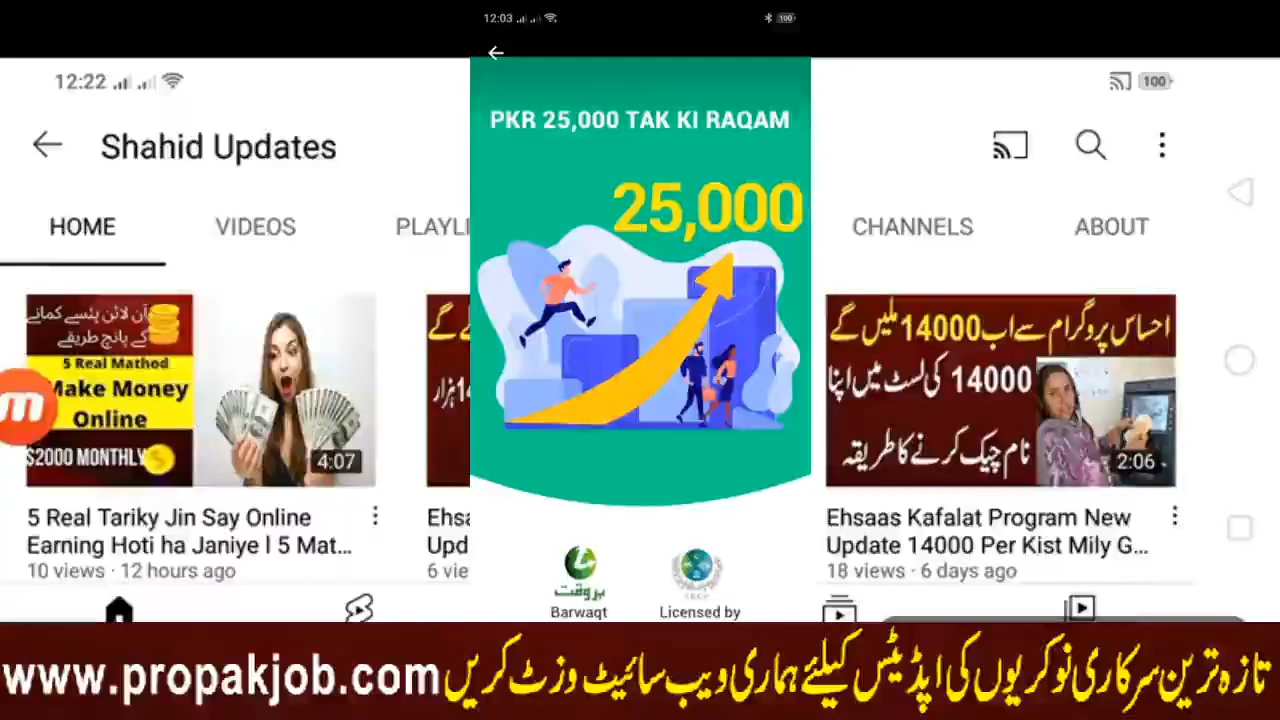 12:03
100
12:22
100
Shahid Updates
HOME
VIDEOS
PLAYLI
CHANNELS
ABOUT
PKR 25,000 TAK KI RAQAM
25,000
آن لائن پئسے کمانے
کے پانچ طریقے
5 Real Mathod
Make Money
Online
$2000 MONTHLY
4:07
5 Real Tariky Jin Say Online
Earning Hoti ha Janiye l 5 Mat...
10 views · 12 hours ago
Ehsa
Upd
6 vie
احساس پروگرام سے اب 14000 ملیں گے
14000 کی لسٹ میں اپنا
نام چیک کرنے کا طریقہ
2:06
Ehsaas Kafalat Program New
Update 14000 Per Kist Mily G...
18 views · 6 days ago
بروقت
Barwaqt
Licensed by
www.propakjob.com تازہ ترین سرکاری نوکریوں کی اپڈیٹس کیلئے ہماری ویب سائیٹ وزٹ کریں